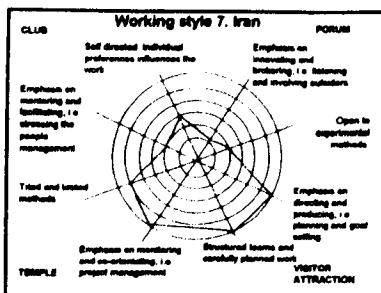 Working style 7. Iran
CLUB
FORUM
Self directed individual
preferences influences the
work
Emphasis on
innovating and
brokering, i.e listening
and involving outsiders
Emphasis on
mentoring and
facilitating, i.e
stressing the
people
management
Open to
experimental
methods
Tried and tested
methods
Emphasis on
directing and
producing, i.e
planning and goal
setting
Emphasis on monitoring
and co-orientating, i.e
project management
Structured teams and
carefully planned work
TEMPLE
VISITOR
ATTRACTION